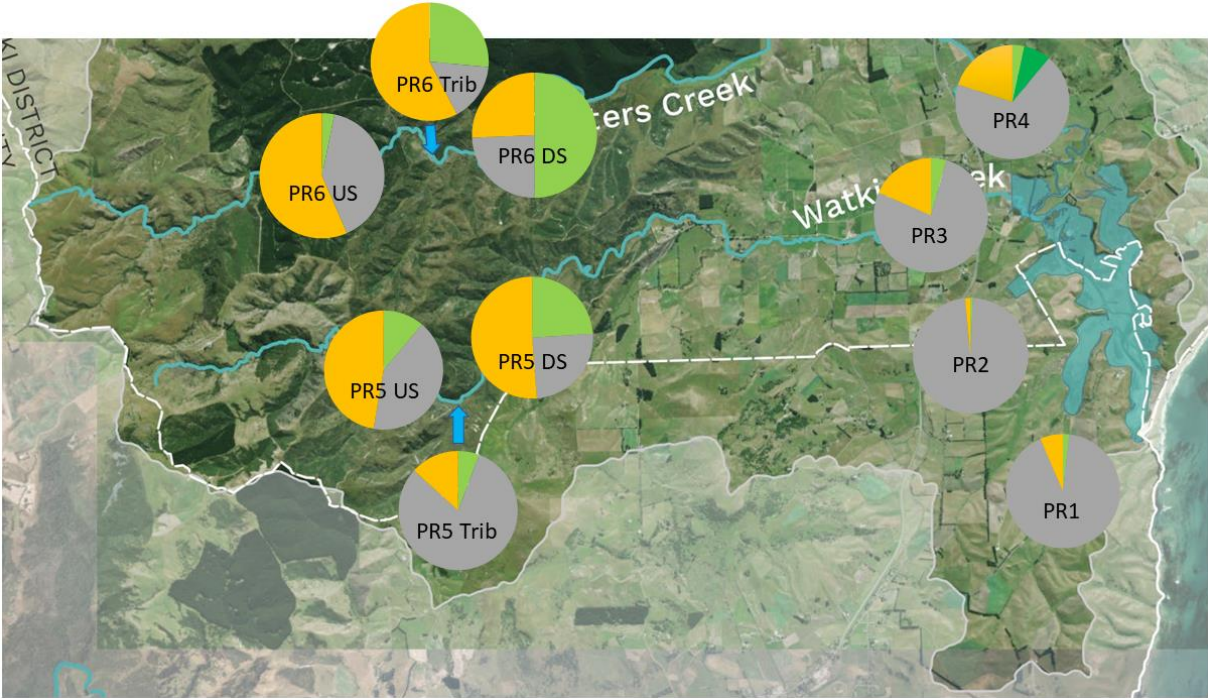 PR6 Trib
KI DISTRICT
ters Creek
PR4
PR6 DS
PR6 US
Watki
ek
PR3
PR5 DS
PR2
PR5 US
PR1
PR5 Trib